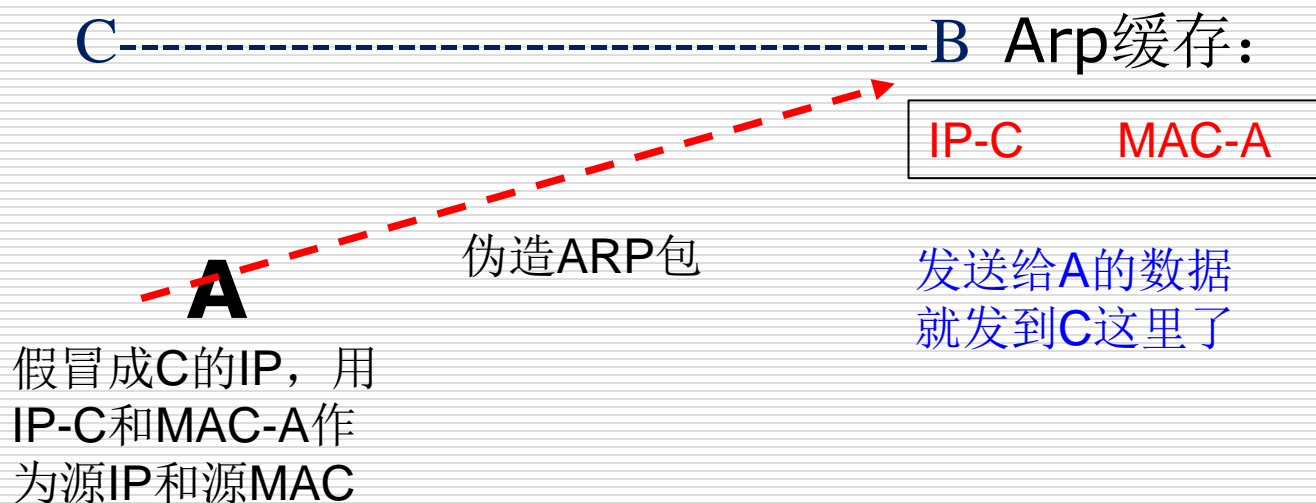 C
B
Arp缓存：
IP-C MAC-A
伪造ARP包
A
发送给A的数据
就发到C这里了
假冒成C的IP，用
IP-C和MAC-A作
为源IP和源MAC